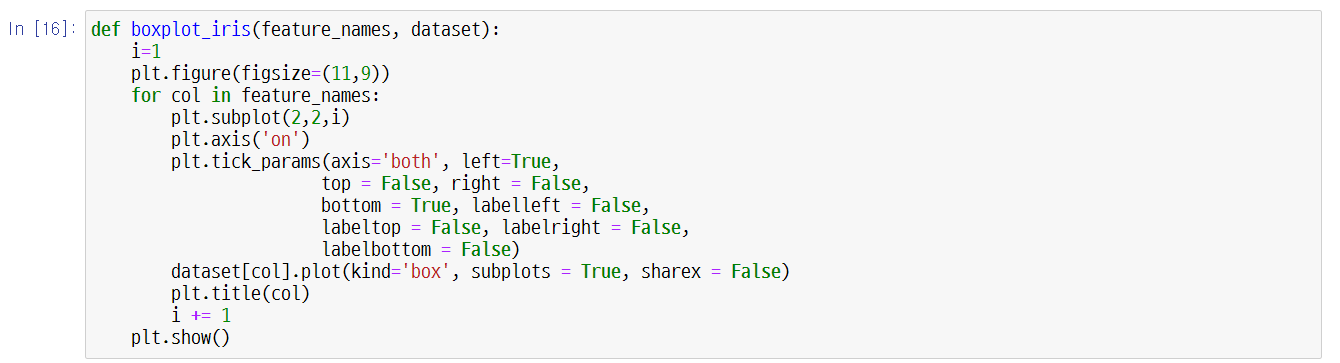 In [16]: def boxplot_iris(feature_names, dataset):
    i=1
    plt.figure(figsize=(11,9))
    for col in feature_names:
        plt.subplot(2,2,i)
        plt.axis('on')
        plt.tick_params(axis='both', left=True,
                        top = False, right = False,
                        bottom = True, labelleft = False,
                        labeltop = False, labelright = False,
                        labelbottom = False)
        dataset[col].plot(kind='box', subplots = True, sharex = False)
        plt.title(col)
        i += 1
    plt.show()